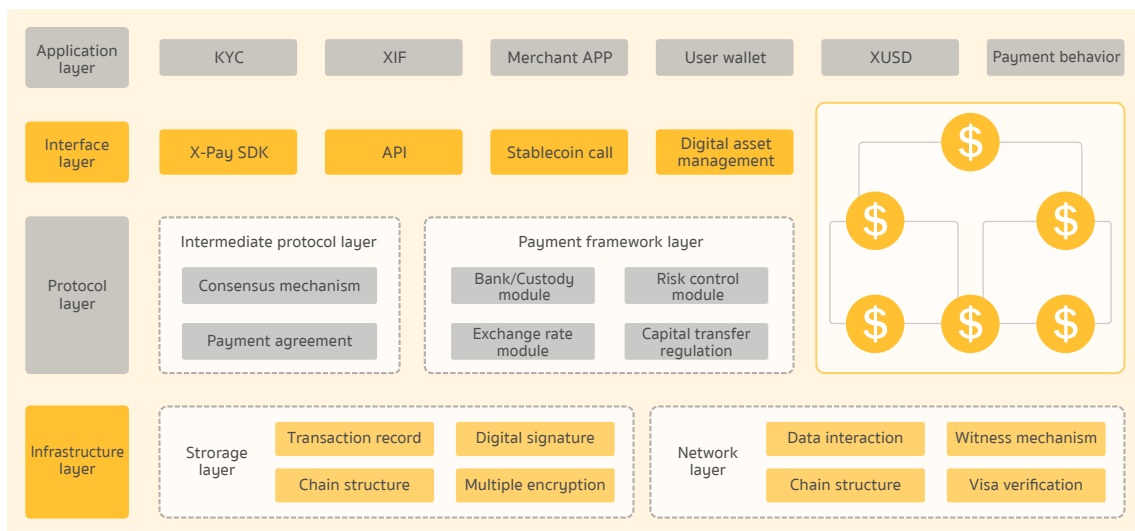 Application
layer
KYC
XIF
Merchant APP
User wallet
XUSD
Payment behavior
Interface
layer
X-Pay SDK
API
Stablecoin call
Digital asset
management
$
$
$
$
$
$
Protocol
layer
Intermediate protocol layer
Consensus mechanism
Payment agreement
Payment framework layer
Bank/Custody
module
Risk control
module
Exchange rate
module
Capital transfer
regulation
Infrastructure
layer
Strorage
layer
Transaction record
Digital signature
Chain structure
Multiple encryption
Network
layer
Data interaction
Witness mechanism
Chain structure
Visa verification